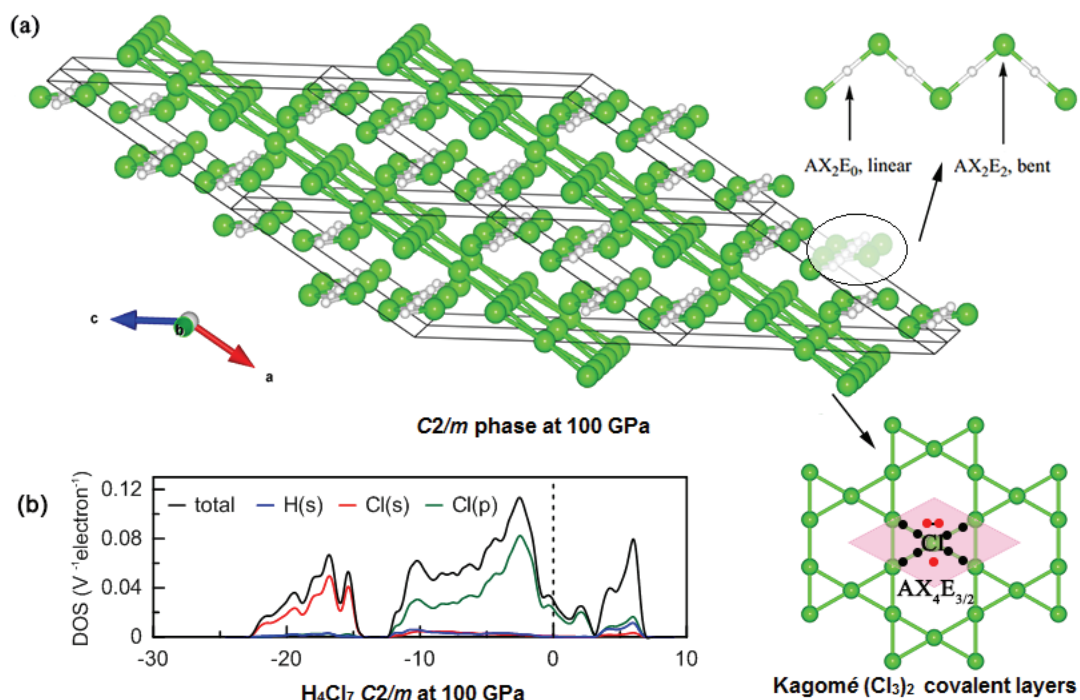 (a)
AX₂E₀, linear
AX₂E₂, bent
c
b
a
C2/m phase at 100 GPa
(b)
DOS (V⁻¹electron⁻¹)
0.12
0.08
0.04
0
total
H(s)
Cl(s)
Cl(p)
-30
-20
-10
0
10
H₄Cl₇ C2/m at 100 GPa
Cl
AX₄E₃/₂
Kagomé (Cl₃)₂ covalent layers